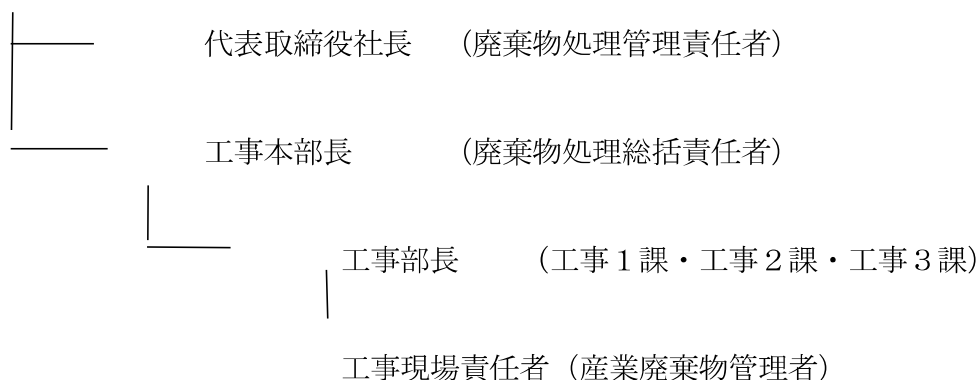 代表取締役社長 (廃棄物処理管理責任者)
工事本部長 (廃棄物処理総括責任者)
工事部長 (工事1課・工事2課・工事3課)
工事現場責任者 (産業廃棄物管理者)